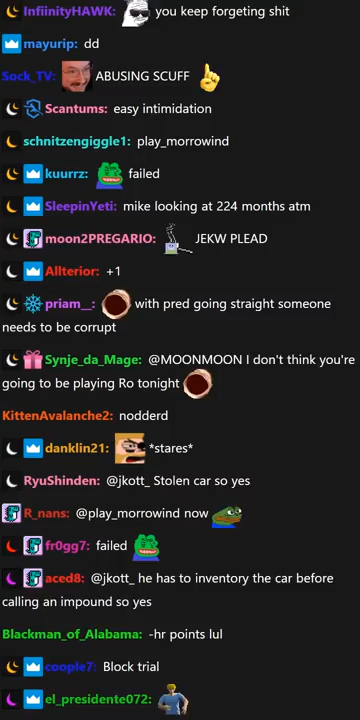 InfiinityHAWK: you keep forgeting shit
mayurip: dd
Sock_TV: ABUSING SCUFF
Scantums: easy intimidation
schnitzengiggle1: play_morrowind
kuurrz: failed
SleepinYeti: mike looking at 224 months atm
moon2PREGARIO: JEKW PLEAD
Allterior: +1
priam__: with pred going straight someone
needs to be corrupt
Synje_da_Mage: @MOONMOON I don't think you're
going to be playing Ro tonight
KittenAvalanche2: nodderd
danklin21: *stares*
RyuShinden: @jkott_ Stolen car so yes
R_nans: @play_morrowind now
fr0gg7: failed
aced8: @jkott_ he has to inventory the car before
calling an impound so yes
Blackman_of_Alabama: -hr points lul
coople7: Block trial
el_presidente072: